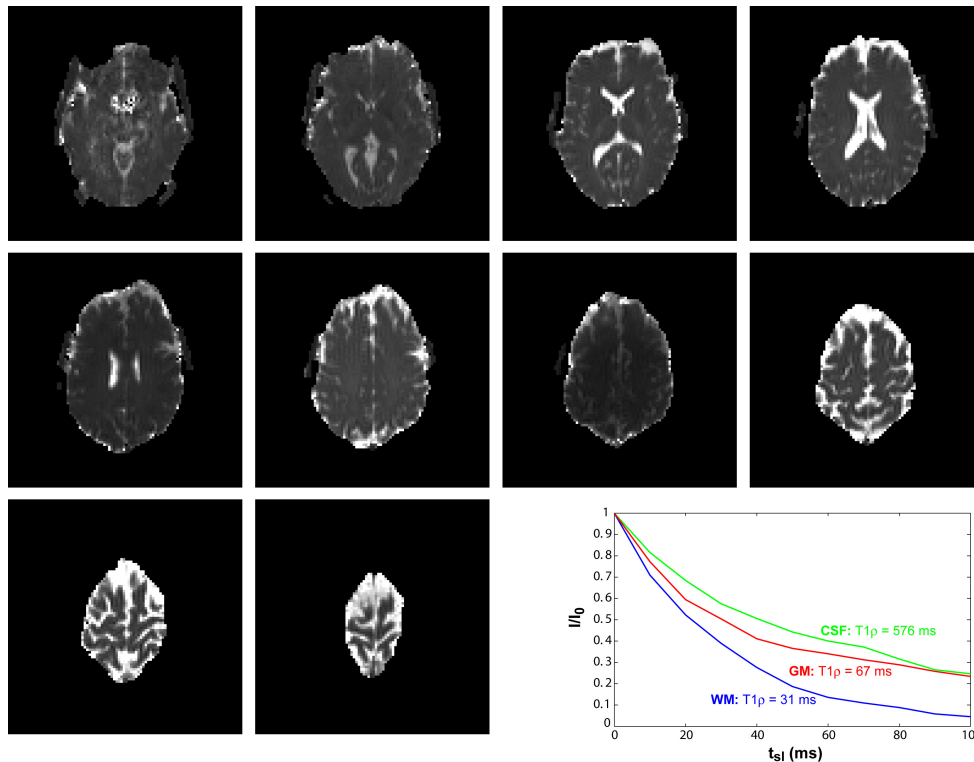 1
0.9
0.8
0.7
0.6
0.5
0.4
0.3
0.2
0.1
0
I/I0
CSF: T1ρ = 576 ms
GM: T1ρ = 67 ms
WM: T1ρ = 31 ms
0 20 40 60 80 10
tsl (ms)